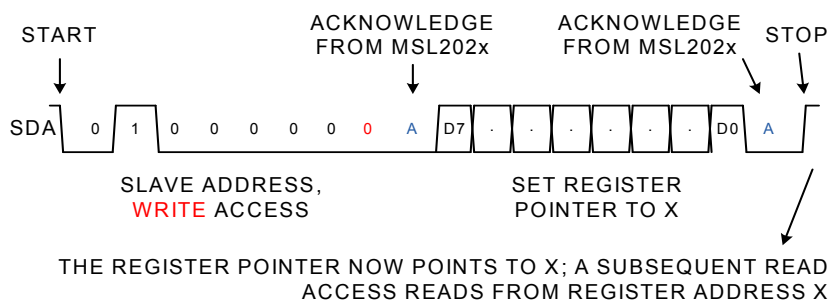 START
ACKNOWLEDGE
FROM MSL202x
ACKNOWLEDGE
FROM MSL202x
STOP
SDA 0 1 0 0 0 0 0 0 A D7 . . . . . . D0 A
SLAVE ADDRESS,
WRITE ACCESS
SET REGISTER
POINTER TO X
THE REGISTER POINTER NOW POINTS TO X; A SUBSEQUENT READ
ACCESS READS FROM REGISTER ADDRESS X